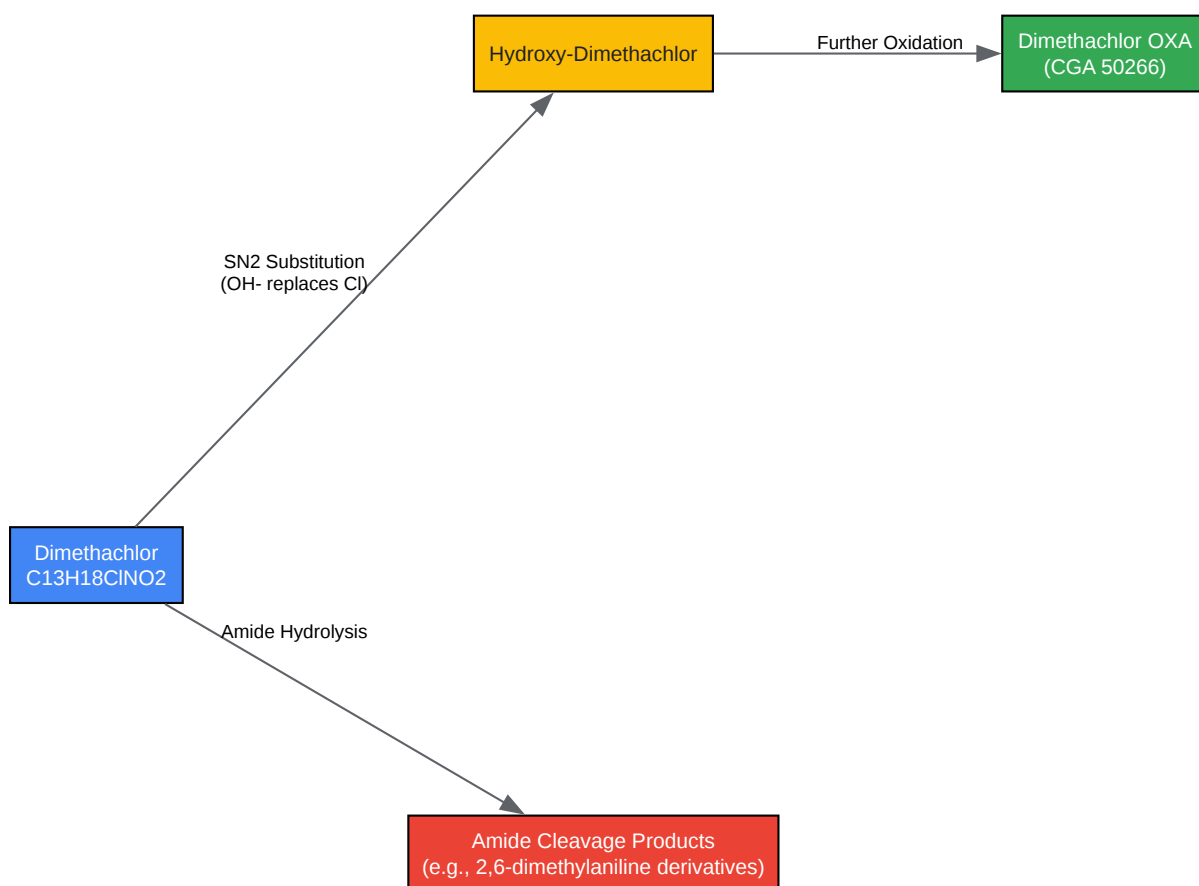 Hydroxy-Dimethachlor
Further Oxidation
Dimethachlor OXA
(CGA 50266)
SN2 Substitution
(OH- replaces Cl)
Dimethachlor
C13H18ClNO2
Amide Hydrolysis
Amide Cleavage Products
(e.g., 2,6-dimethylaniline derivatives)